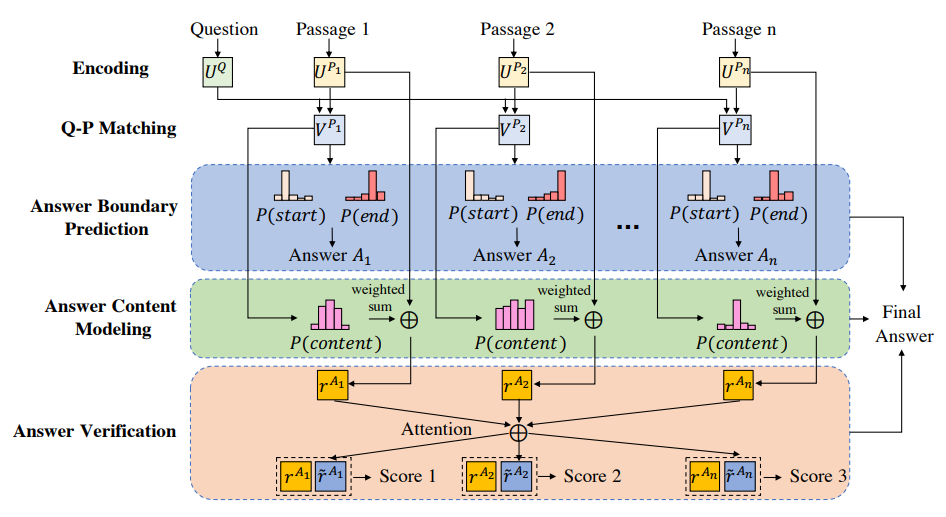 Question Passage 1 Passage 2 Passage n
Encoding U^Q U^{P_1} U^{P_2} U^{P_n}
Q-P Matching V^{P_1} V^{P_2} V^{P_n}
Answer Boundary
Prediction
P(start) P(end) P(start) P(end) ... P(start) P(end)
Answer A_1 Answer A_2 Answer A_n
Answer Content
Modeling
weighted
sum
weighted
sum
weighted
sum
P(content) P(content) P(content)
Final
Answer
r^{A_1} r^{A_2} r^{A_n}
Answer Verification
Attention
r^{A_1} r̃^{A_1} Score 1 r^{A_2} r̃^{A_2} Score 2 r^{A_n} r̃^{A_n} Score 3